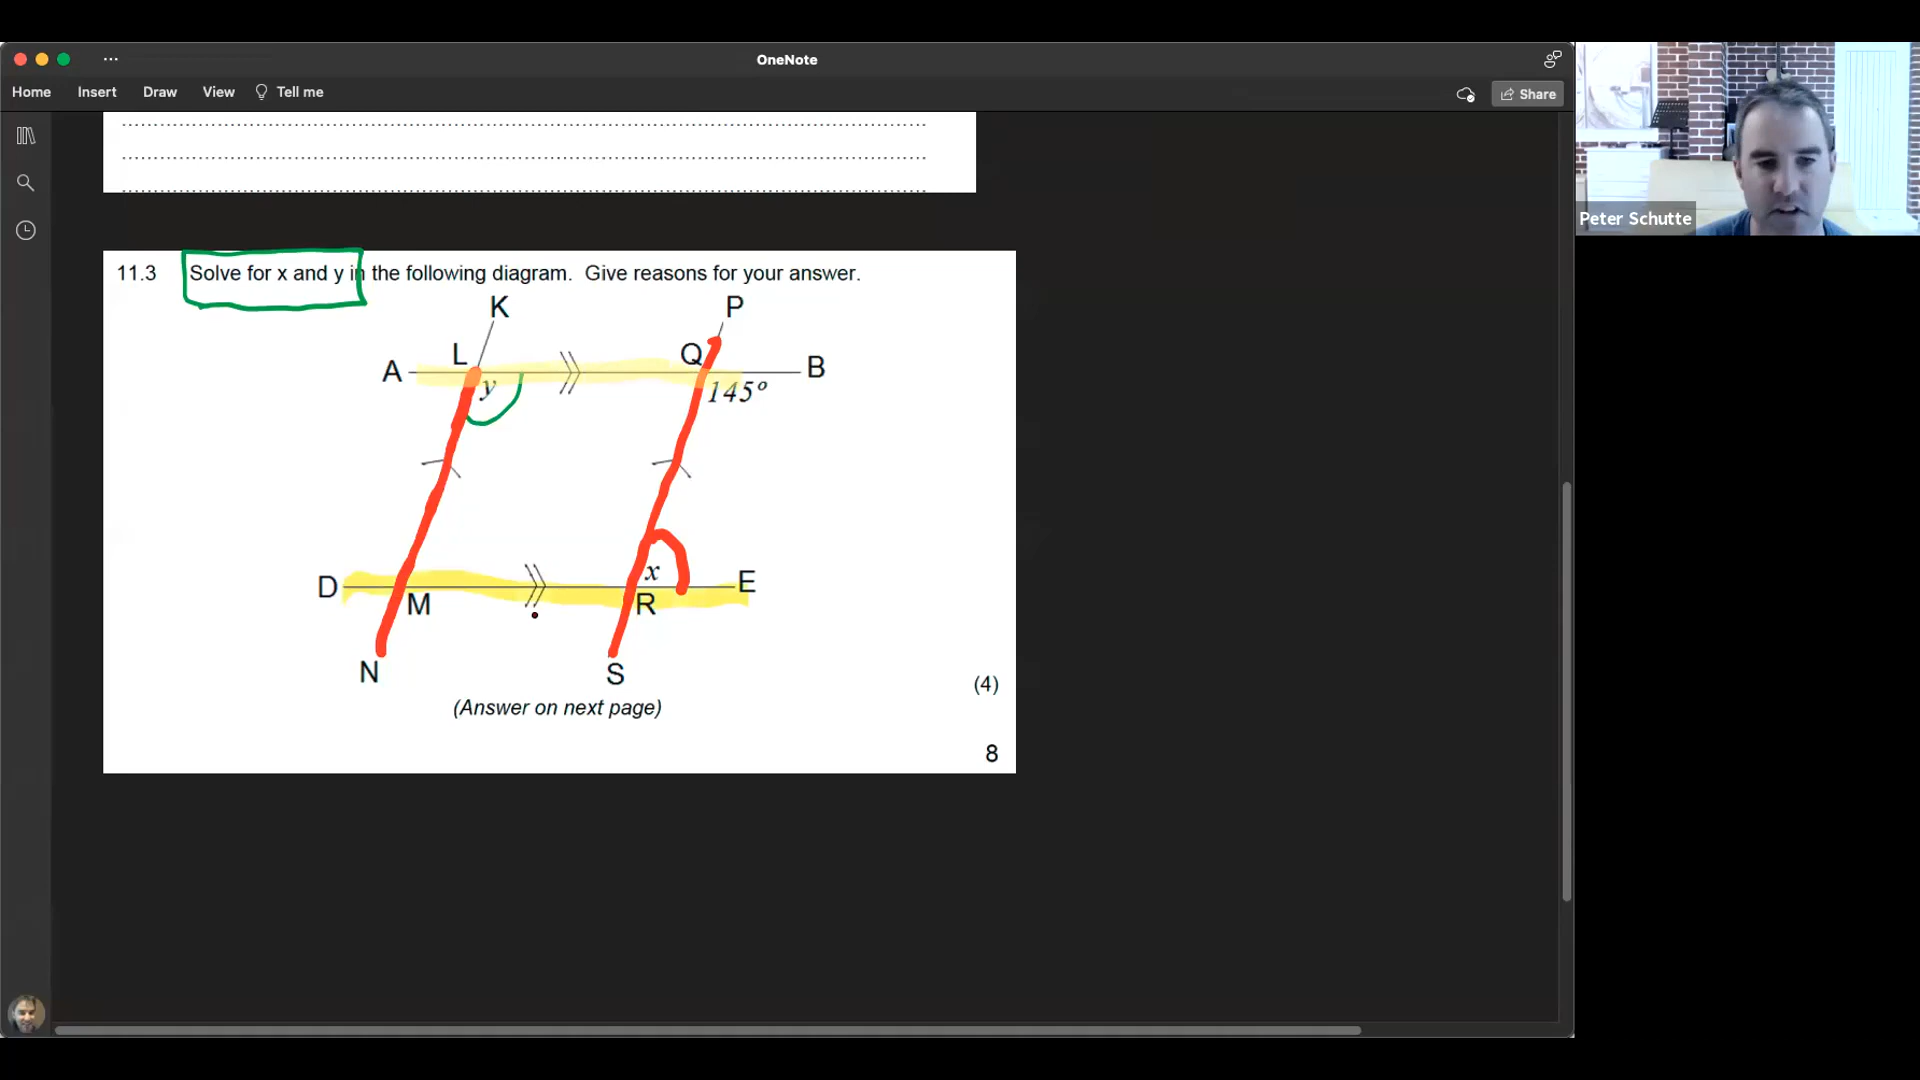 OneNote
Home Insert Draw View Tell me
Share
Peter Schutte
11.3 Solve for x and y in the following diagram. Give reasons for your answer.
K P
L Q
A B
y 145º
x
D E
M R
N S
(4)
(Answer on next page)
8